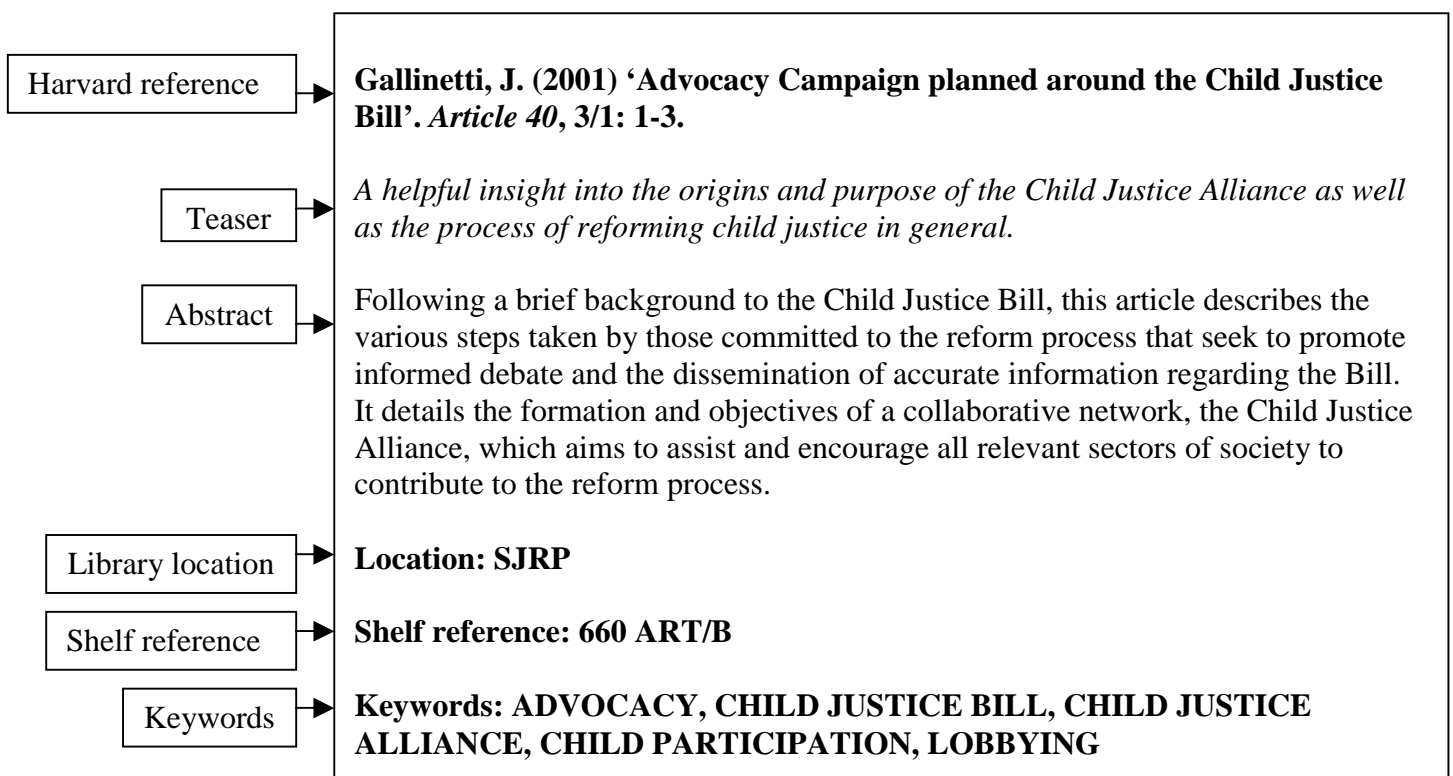 Harvard reference
Gallinetti, J. (2001) ‘Advocacy Campaign planned around the Child Justice
Bill’. Article 40, 3/1: 1-3.
Teaser
A helpful insight into the origins and purpose of the Child Justice Alliance as well
as the process of reforming child justice in general.
Abstract
Following a brief background to the Child Justice Bill, this article describes the
various steps taken by those committed to the reform process that seek to promote
informed debate and the dissemination of accurate information regarding the Bill.
It details the formation and objectives of a collaborative network, the Child Justice
Alliance, which aims to assist and encourage all relevant sectors of society to
contribute to the reform process.
Library location
Location: SJRP
Shelf reference
Shelf reference: 660 ART/B
Keywords
Keywords: ADVOCACY, CHILD JUSTICE BILL, CHILD JUSTICE
ALLIANCE, CHILD PARTICIPATION, LOBBYING